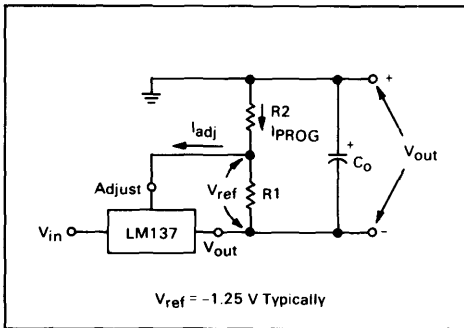 +
R2
IPROG
Iadj
+
Co
Vout
Adjust
Vref
R1
Vin
LM137
Vout
-
Vref = -1.25 V Typically